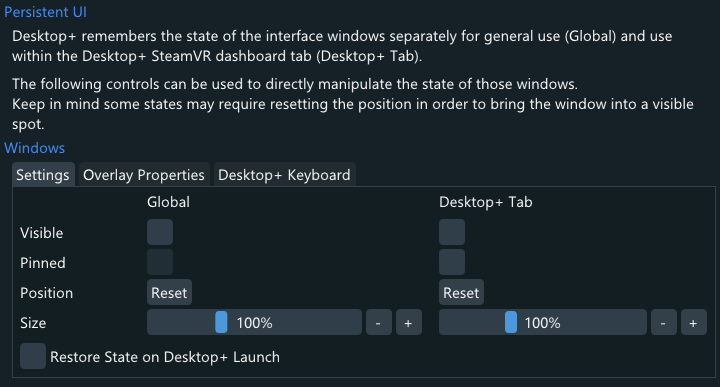 Persistent UI
Desktop+ remembers the state of the interface windows separately for general use (Global) and use
within the Desktop+ SteamVR dashboard tab (Desktop+ Tab).
The following controls can be used to directly manipulate the state of those windows.
Keep in mind some states may require resetting the position in order to bring the window into a visible
spot.
Windows
Settings Overlay Properties Desktop+ Keyboard
Global Desktop+ Tab
Visible
Pinned
Position Reset Reset
Size 100% - + 100% - +
Restore State on Desktop+ Launch